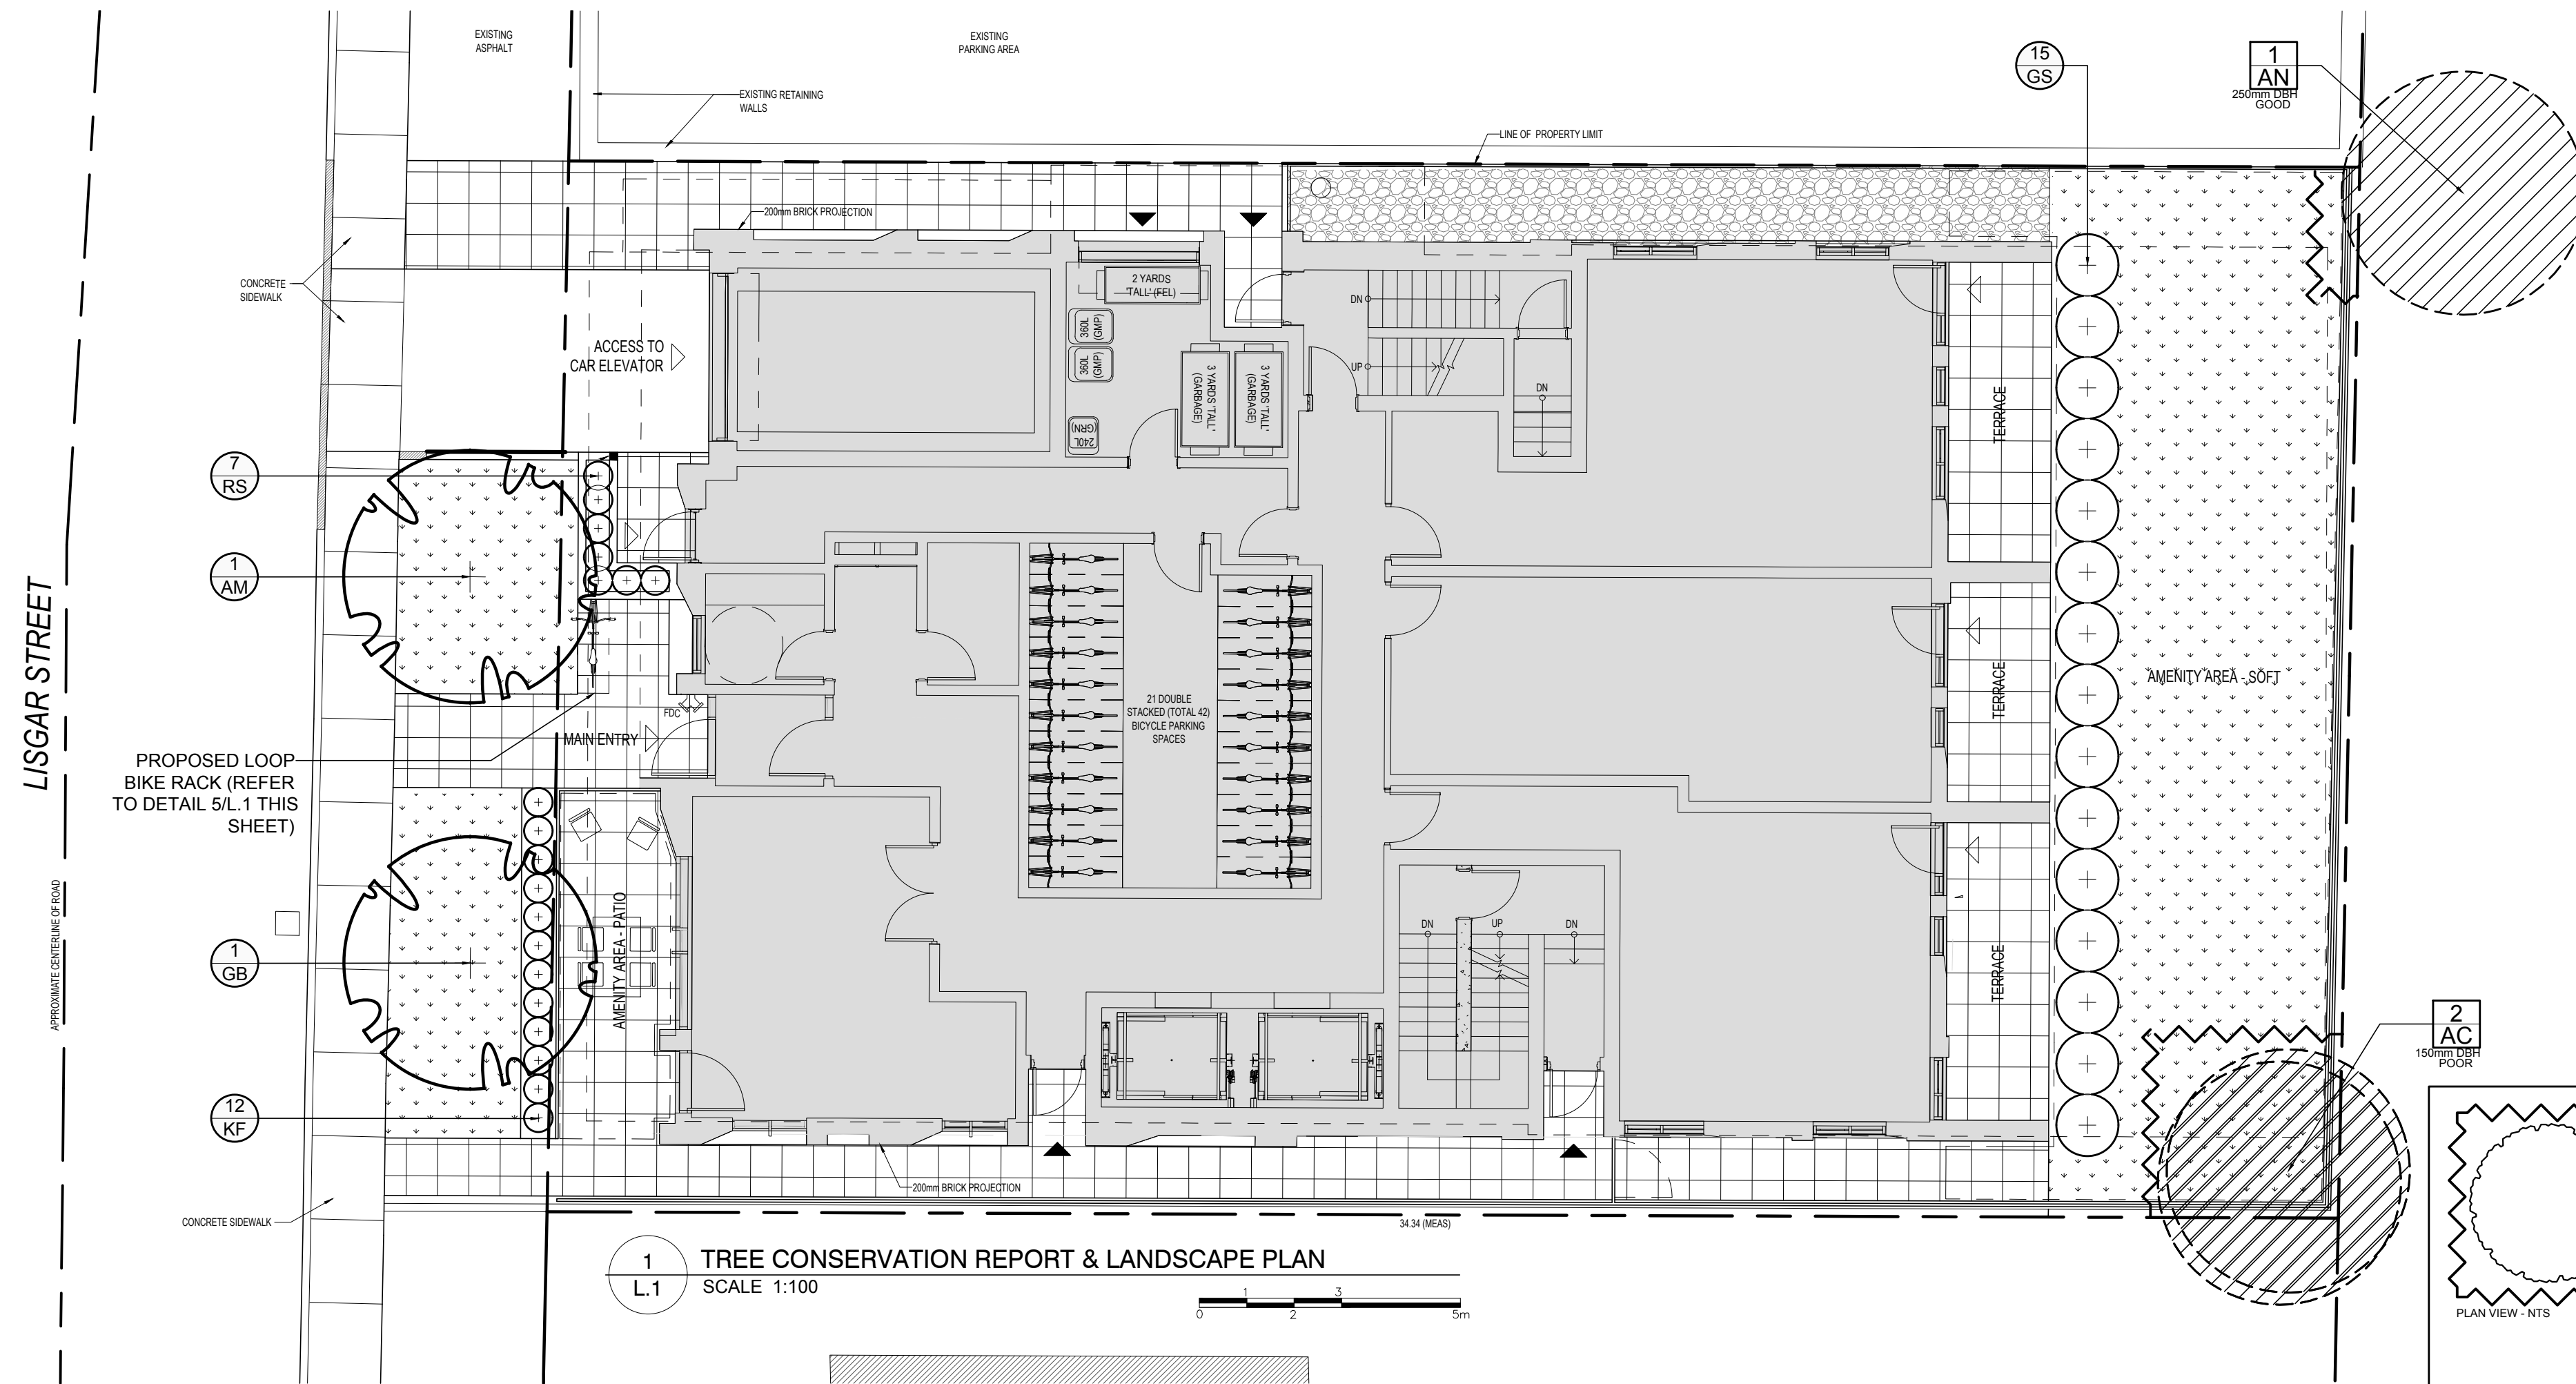 EXISTING
ASPHALT
EXISTING
PARKING AREA
15
GS
1
AN
250mm DBH
GOOD
EXISTING RETAINING
WALLS
LINE OF PROPERTY LIMIT
200mm BRICK PROJECTION
CONCRETE
SIDEWALK
2 YARDS
'TALL' (FEL)
360L
(GMP)
360L
(GMP)
3 YARDS 'TALL'
(GARBAGE)
3 YARDS 'TALL'
(GARBAGE)
240L
(GRN)
DN
UP
DN
ACCESS TO
CAR ELEVATOR
TERRACE
7
RS
1
AM
LISGAR STREET
21 DOUBLE
STACKED (TOTAL 42)
BICYCLE PARKING
SPACES
TERRACE
AMENITY AREA - SOFT
FDC
MAIN ENTRY
PROPOSED LOOP
BIKE RACK (REFER
TO DETAIL 5/L.1 THIS
SHEET)
APPROXIMATE CENTERLINE OF ROAD
AMENITY AREA - PATIO
DN
UP
DN
TERRACE
1
GB
2
AC
150mm DBH
POOR
12
KF
200mm BRICK PROJECTION
CONCRETE SIDEWALK
34.34 (MEAS)
1
L.1
TREE CONSERVATION REPORT & LANDSCAPE PLAN
SCALE 1:100
1
3
0
2
5m
PLAN VIEW - NTS